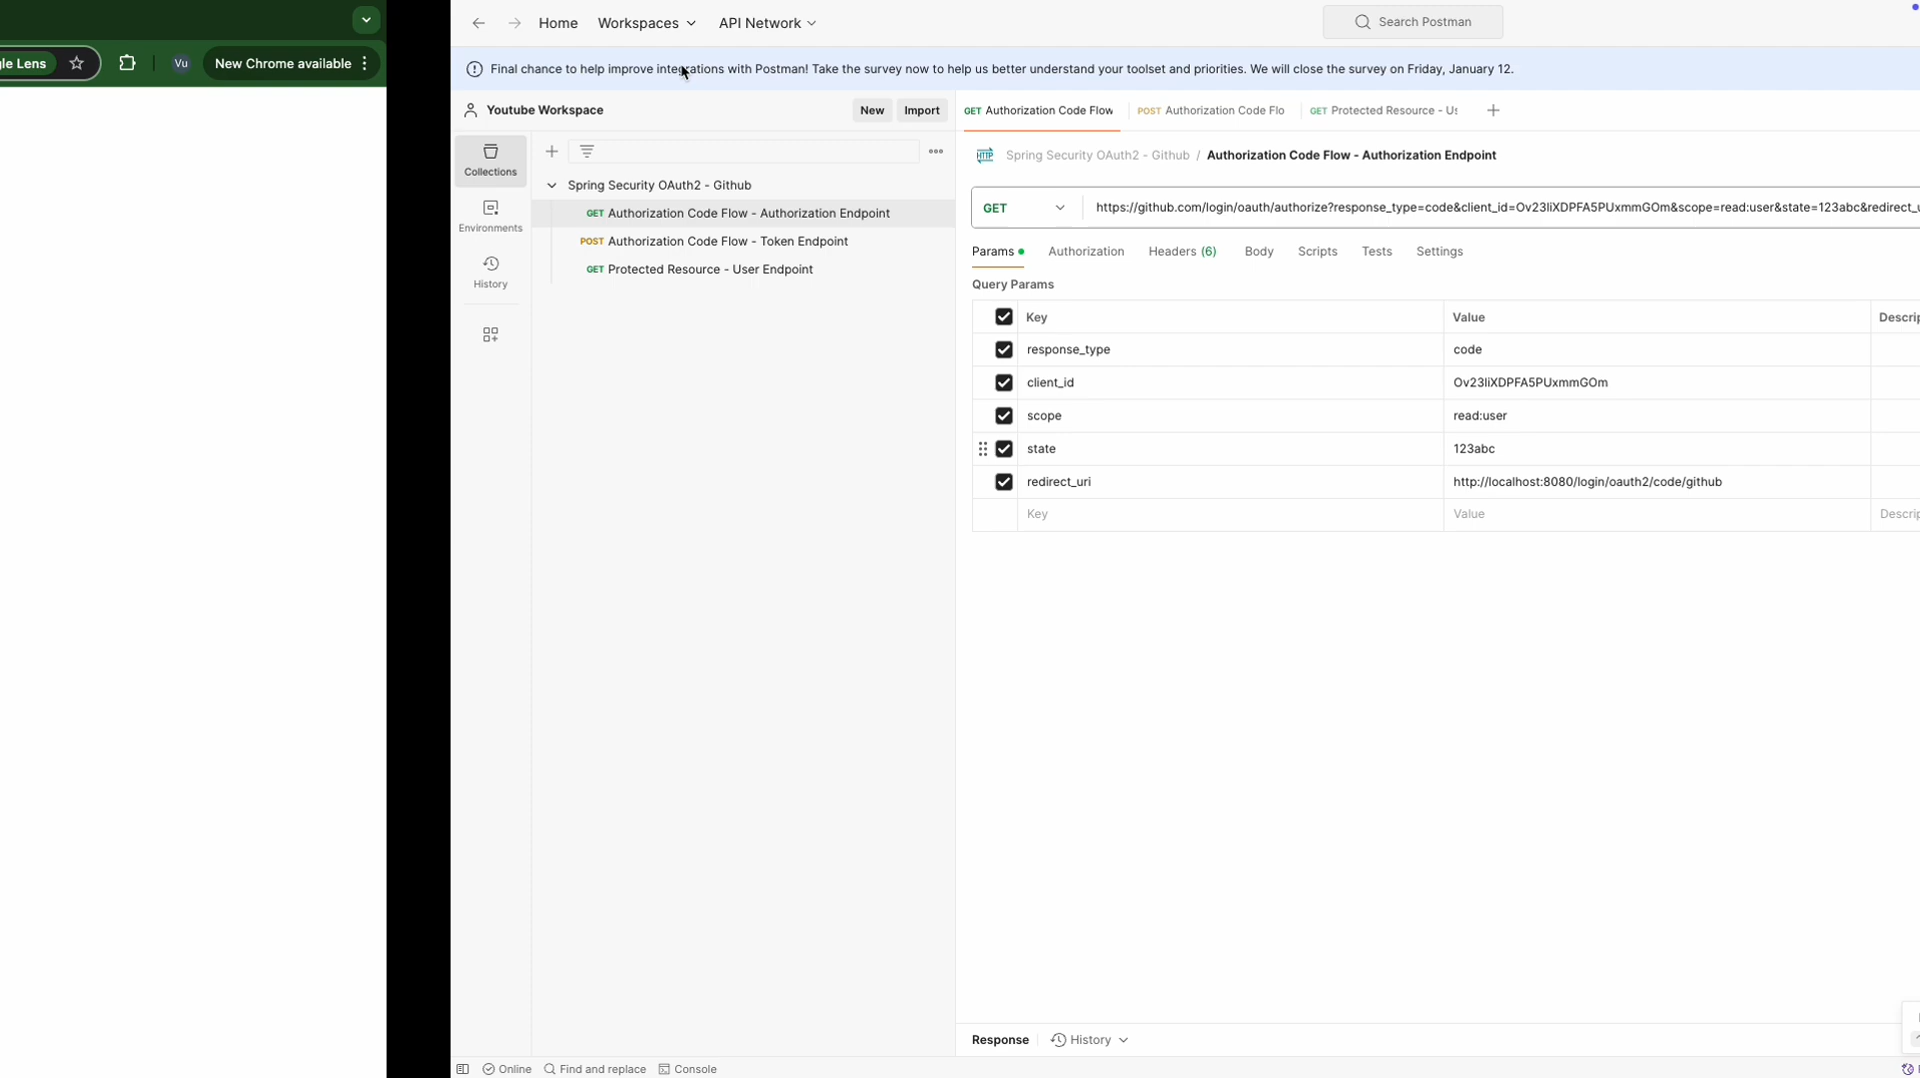 gle Lens
Vu
New Chrome available
Home
Workspaces
API Network
Search Postman
Final chance to help improve integrations with Postman! Take the survey now to help us better understand your toolset and priorities. We will close the survey on Friday, January 12.
Youtube Workspace
New
Import
GET Authorization Code Flow
POST Authorization Code Flo
GET Protected Resource - Us
Collections
Environments
History
Spring Security OAuth2 - Github
GET Authorization Code Flow - Authorization Endpoint
POST Authorization Code Flow - Token Endpoint
GET Protected Resource - User Endpoint
HTTP
Spring Security OAuth2 - Github / Authorization Code Flow - Authorization Endpoint
GET
https://github.com/login/oauth/authorize?response_type=code&client_id=Ov23liXDPFA5PUxmmGOm&scope=read:user&state=123abc&redirect_u
Params
Authorization
Headers (6)
Body
Scripts
Tests
Settings
Query Params
Key Value Descrip
response_type code
client_id Ov23liXDPFA5PUxmmGOm
scope read:user
state 123abc
redirect_uri http://localhost:8080/login/oauth2/code/github
Key Value Descrip
Response
History
Online
Find and replace
Console